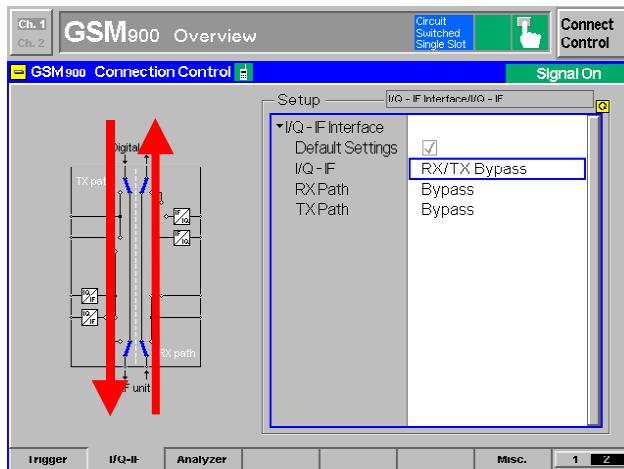 Ch. 1
Ch. 2
GSM900 Overview
Circuit
Switched
Single Slot
Connect
Control
GSM900 Connection Control
Signal On
Setup
I/Q - IF Interface/I/Q - IF
I/Q - IF Interface
Default Settings
I/Q - IF
RX/TX Bypass
RX Path
Bypass
TX Path
Bypass
Digital
TX pat
IF/IQ
IF/IQ
IQ/IF
IQ/IF
RX path
F unit
Trigger
I/Q-IF
Analyzer
Misc.
1
2